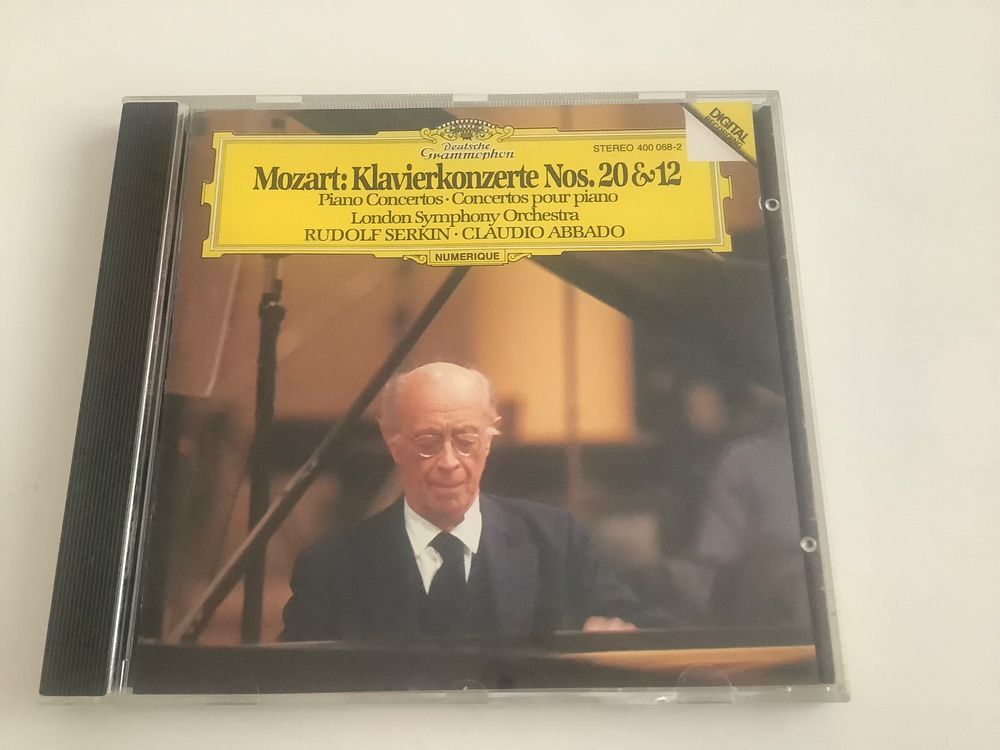 Deutsche
Grammophon
STEREO 400 068-2
DIGITAL
RECORDING
Mozart: Klavierkonzerte Nos. 20 & 12
Piano Concertos · Concertos pour piano
London Symphony Orchestra
RUDOLF SERKIN · CLAUDIO ABBADO
NUMERIQUE